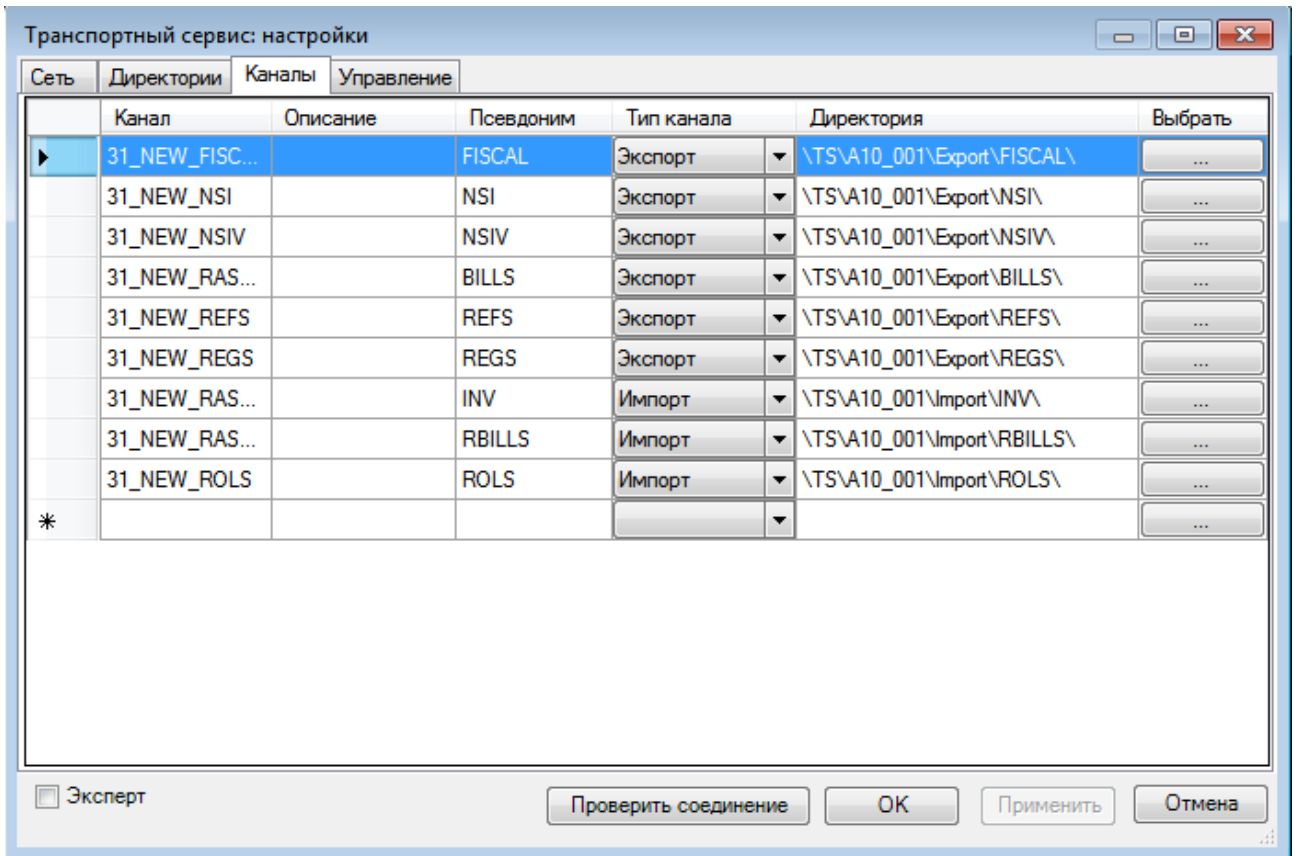 Транспортный сервис: настройки
Сеть Директории Каналы Управление
Канал Описание Псевдоним Тип канала Директория Выбрать
31_NEW_FISC... FISCAL Экспорт \TS\A10_001\Export\FISCAL\ ...
31_NEW_NSI NSI Экспорт \TS\A10_001\Export\NSI\ ...
31_NEW_NSIV NSIV Экспорт \TS\A10_001\Export\NSIV\ ...
31_NEW_RAS... BILLS Экспорт \TS\A10_001\Export\BILLS\ ...
31_NEW_REFS REFS Экспорт \TS\A10_001\Export\REFS\ ...
31_NEW_REGS REGS Экспорт \TS\A10_001\Export\REGS\ ...
31_NEW_RAS... INV Импорт \TS\A10_001\Import\INV\ ...
31_NEW_RAS... RBILLS Импорт \TS\A10_001\Import\RBILLS\ ...
31_NEW_ROLS ROLS Импорт \TS\A10_001\Import\ROLS\ ...
* ...
Эксперт Проверить соединение OK Применить Отмена